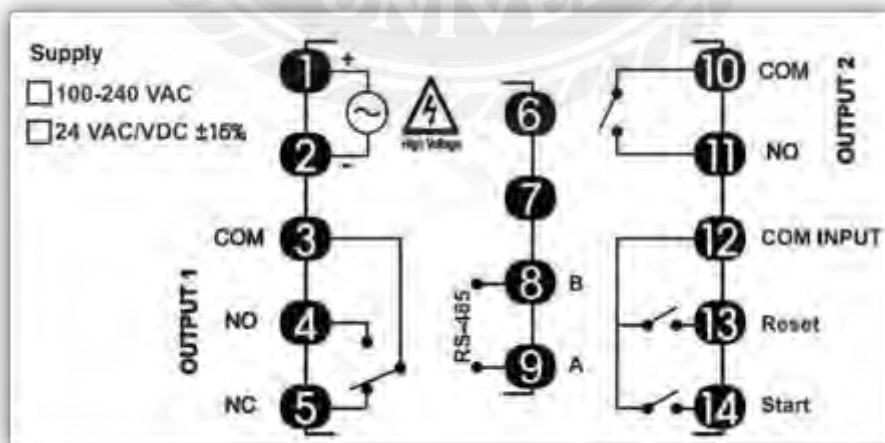 Supply
100-240 VAC
24 VAC/VDC ±15%
1
+
2
-
High Voltage
COM
3
NO
4
NC
5
OUTPUT 1
6
7
8
B
9
A
RS-485
10
COM
11
NO
OUTPUT 2
12
COM INPUT
13
Reset
14
Start